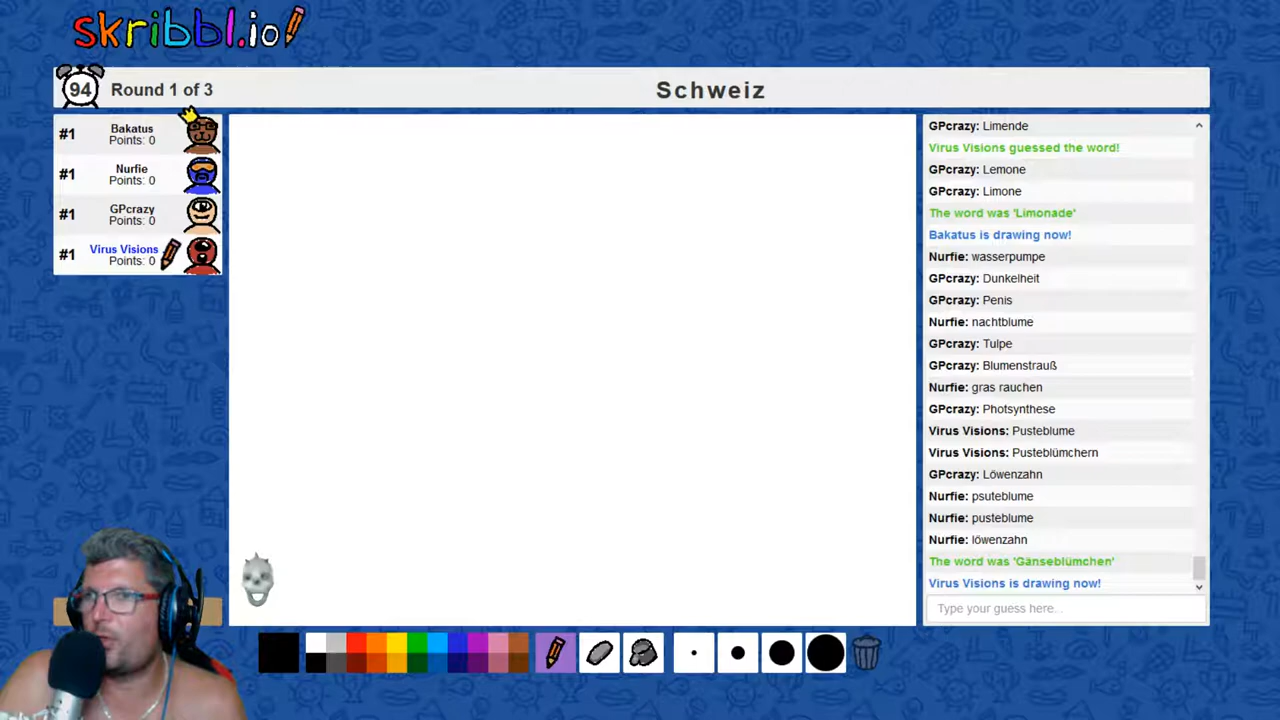 skribbl.io
94
Round 1 of 3
Schweiz
#1
Bakatus
Points: 0
#1
Nurfie
Points: 0
#1
GPcrazy
Points: 0
#1
Virus Visions
Points: 0
GPcrazy: Limende
Virus Visions guessed the word!
GPcrazy: Lemone
GPcrazy: Limone
The word was 'Limonade'
Bakatus is drawing now!
Nurfie: wasserpumpe
GPcrazy: Dunkelheit
GPcrazy: Penis
Nurfie: nachtblume
GPcrazy: Tulpe
GPcrazy: Blumenstrauß
Nurfie: gras rauchen
GPcrazy: Photsynthese
Virus Visions: Pusteblume
Virus Visions: Pusteblümchern
GPcrazy: Löwenzahn
Nurfie: psuteblume
Nurfie: pusteblume
Nurfie: löwenzahn
The word was 'Gänseblümchen'
Virus Visions is drawing now!
Type your guess here...